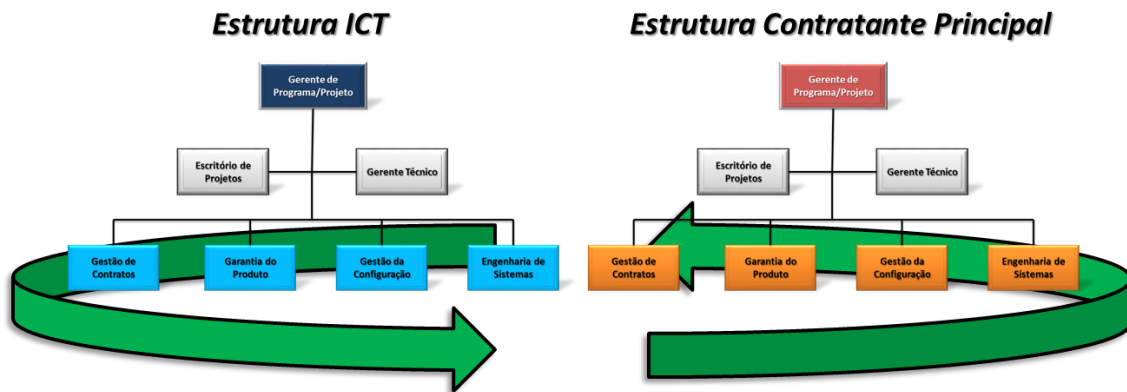 Estrutura ICT
Gerente de
Programa/Projeto
Escritório de
Projetos
Gerente Técnico
Gestão de
Contratos
Garantia do
Produto
Gestão da
Configuração
Engenharia de
Sistemas
Estrutura Contratante Principal
Gerente de
Programa/Projeto
Escritório de
Projetos
Gerente Técnico
Gestão de
Contratos
Garantia do
Produto
Gestão da
Configuração
Engenharia de
Sistemas